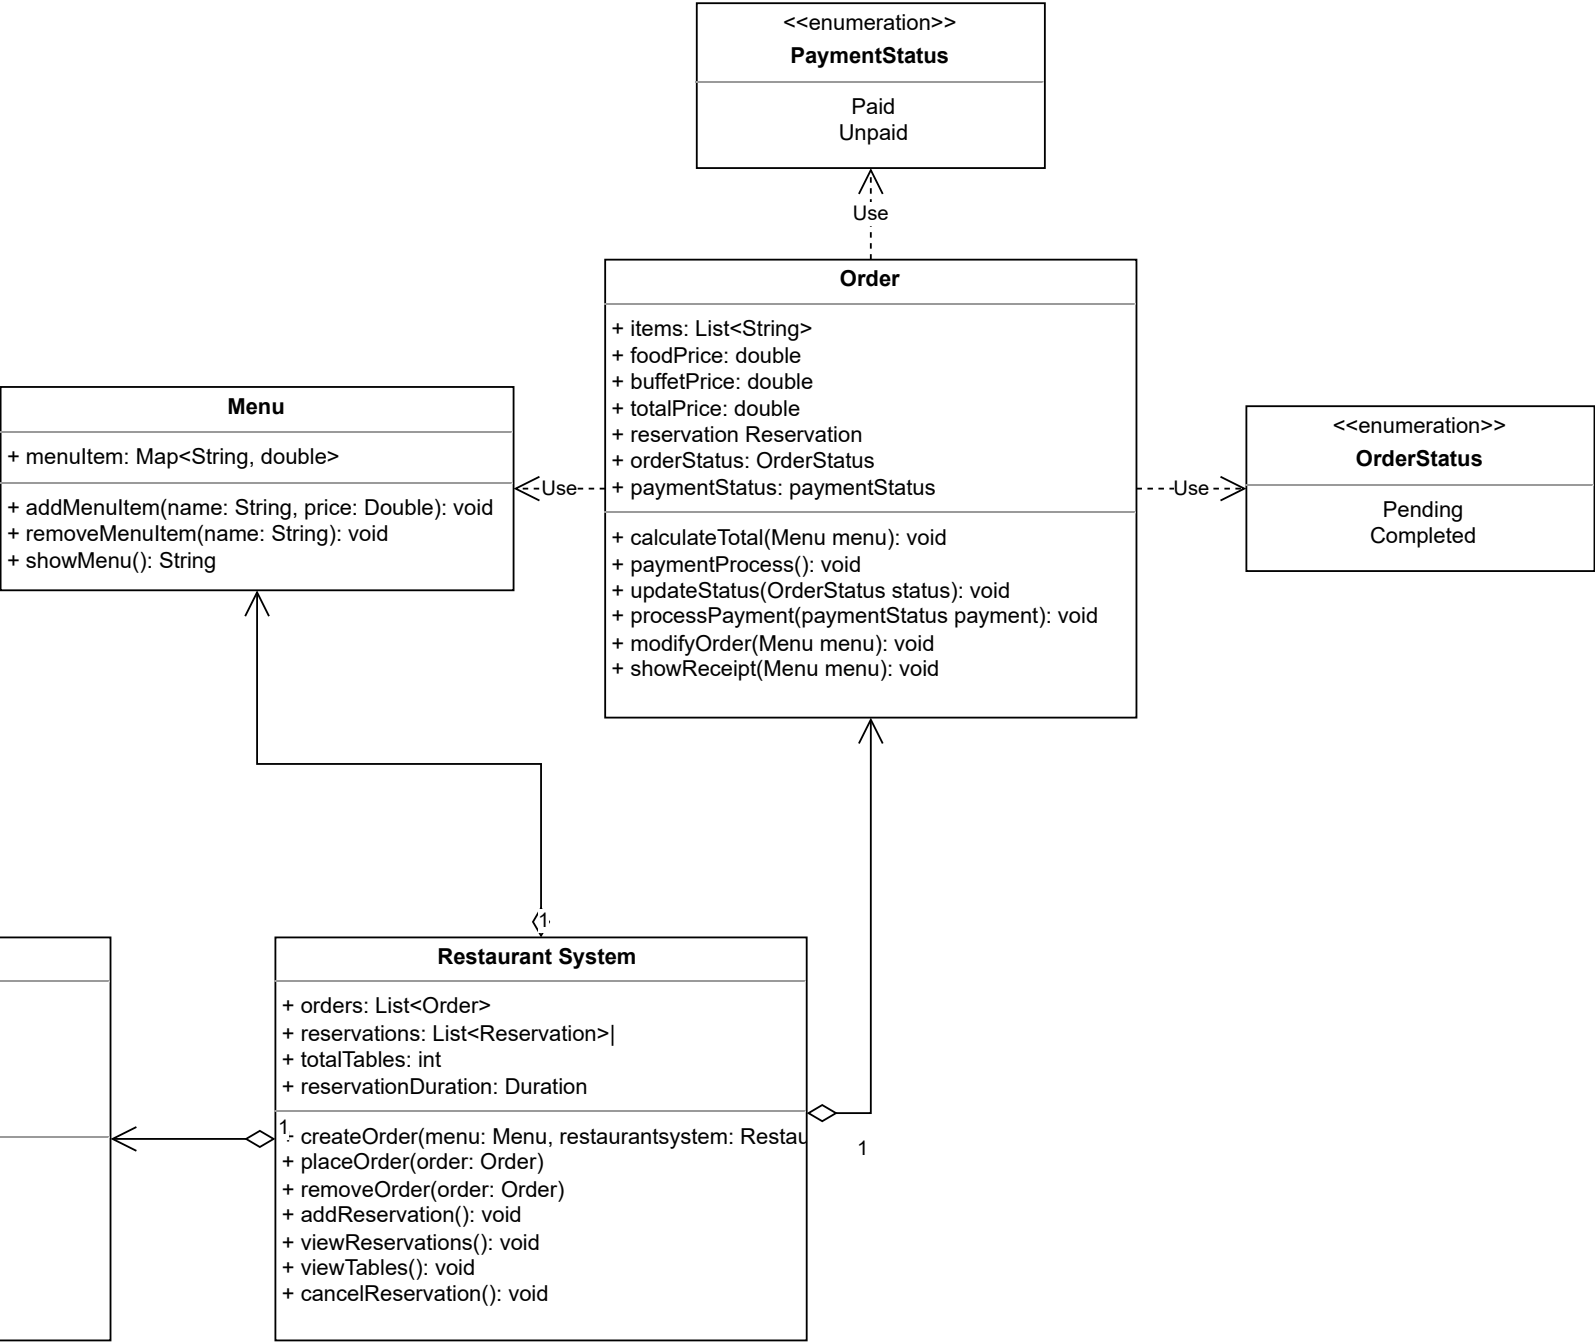 <<enumeration>>
PaymentStatus
Paid
Unpaid
Use
Order
+ items: List<String>
+ foodPrice: double
+ buffetPrice: double
+ totalPrice: double
+ reservation Reservation
+ orderStatus: OrderStatus
+ paymentStatus: paymentStatus
+ calculateTotal(Menu menu): void
+ paymentProcess(): void
+ updateStatus(OrderStatus status): void
+ processPayment(paymentStatus payment): void
+ modifyOrder(Menu menu): void
+ showReceipt(Menu menu): void
Menu
+ menuItem: Map<String, double>
+ addMenuItem(name: String, price: Double): void
+ removeMenuItem(name: String): void
+ showMenu(): String
Use
Use
<<enumeration>>
OrderStatus
Pending
Completed
1
Restaurant System
+ orders: List<Order>
+ reservations: List<Reservation>|
+ totalTables: int
+ reservationDuration: Duration
1
+ createOrder(menu: Menu, restaurantsystem: Restau
+ placeOrder(order: Order)
+ removeOrder(order: Order)
+ addReservation(): void
+ viewReservations(): void
+ viewTables(): void
+ cancelReservation(): void
1